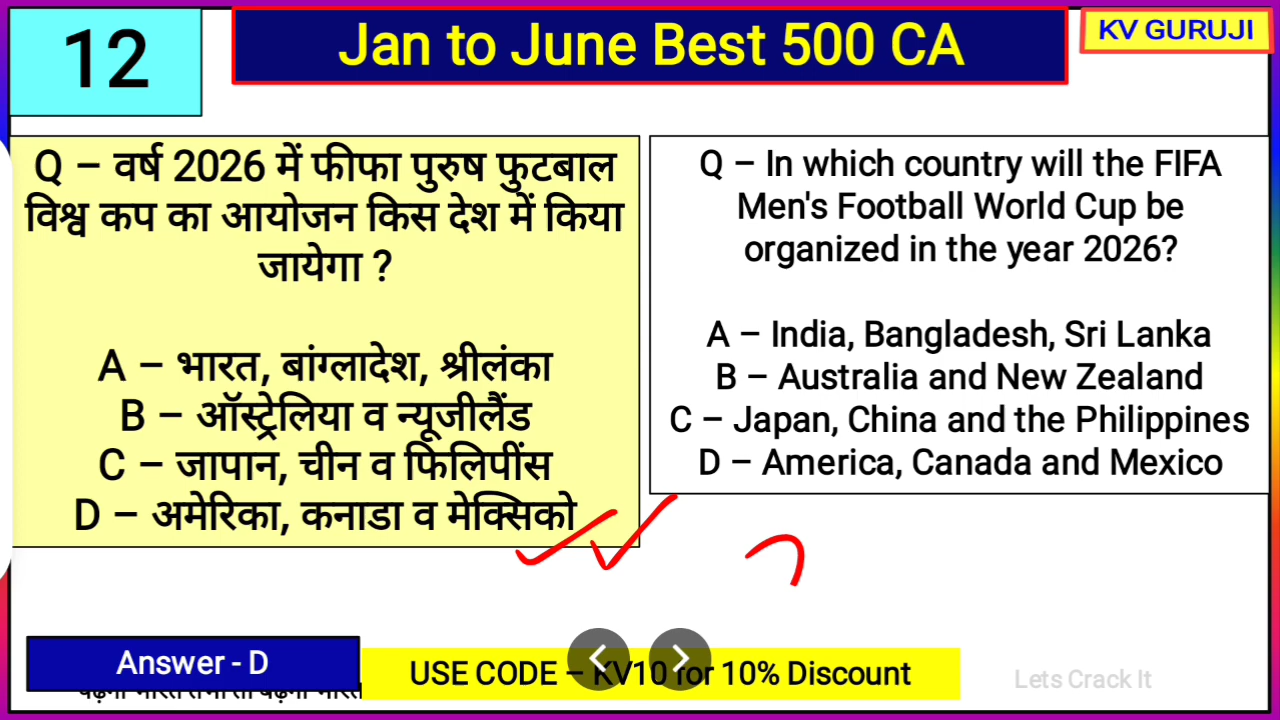 12
Jan to June Best 500 CA
KV GURUJI
Q – वर्ष 2026 में फीफा पुरुष फुटबाल
विश्व कप का आयोजन किस देश में किया
जायेगा ?
A – भारत, बांग्लादेश, श्रीलंका
B – ऑस्ट्रेलिया व न्यूजीलैंड
C – जापान, चीन व फिलिपींस
D – अमेरिका, कनाडा व मेक्सिको
Q – In which country will the FIFA
Men's Football World Cup be
organized in the year 2026?
A – India, Bangladesh, Sri Lanka
B – Australia and New Zealand
C – Japan, China and the Philippines
D – America, Canada and Mexico
Answer - D
USE CODE – KV10 for 10% Discount
Lets Crack It